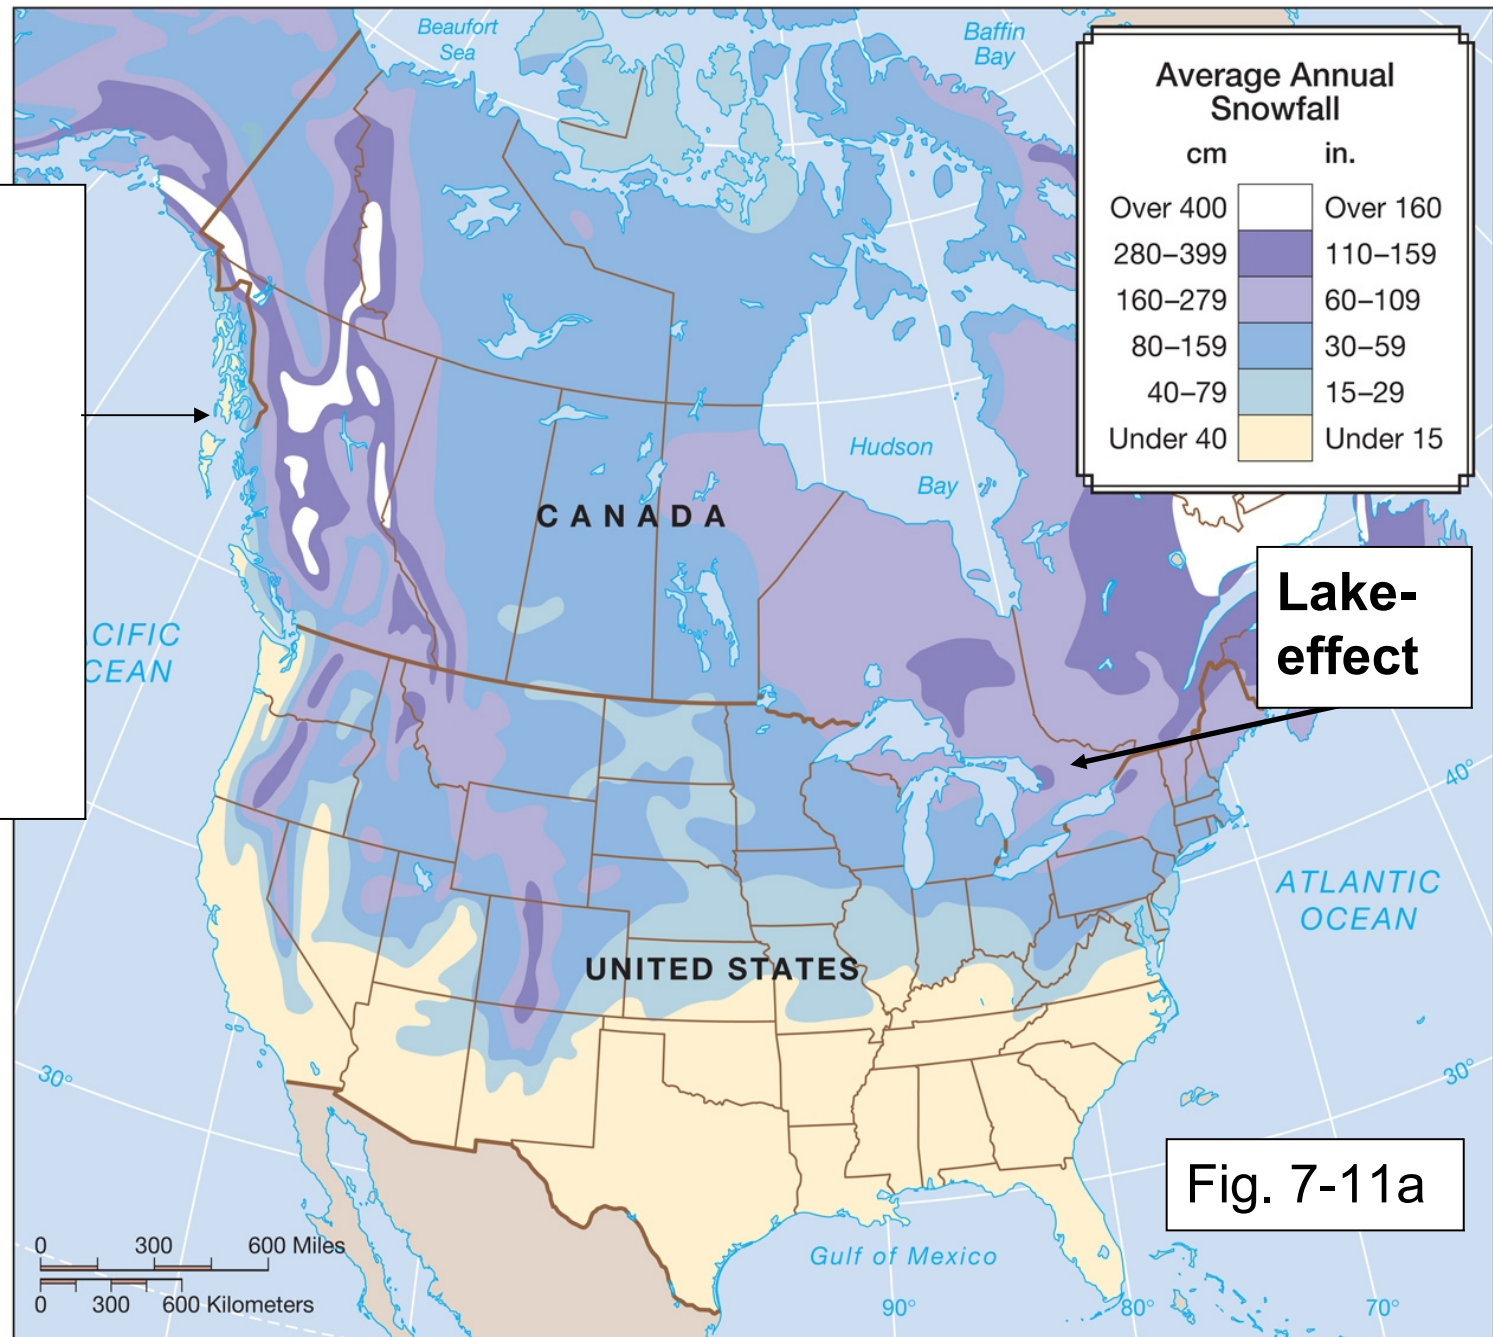 Beaufort
Sea
Baffin
Bay
Average Annual
Snowfall
cm in.
Over 400 Over 160
280–399 110–159
160–279 60–109
80–159 30–59
40–79 15–29
Under 40 Under 15
Hudson
Bay
CANADA
Lake-
effect
CIFIC
CEAN
40°
ATLANTIC
OCEAN
UNITED STATES
30°
30°
Fig. 7-11a
0 300 600 Miles
0 300 600 Kilometers
Gulf of Mexico
90°
80°
70°